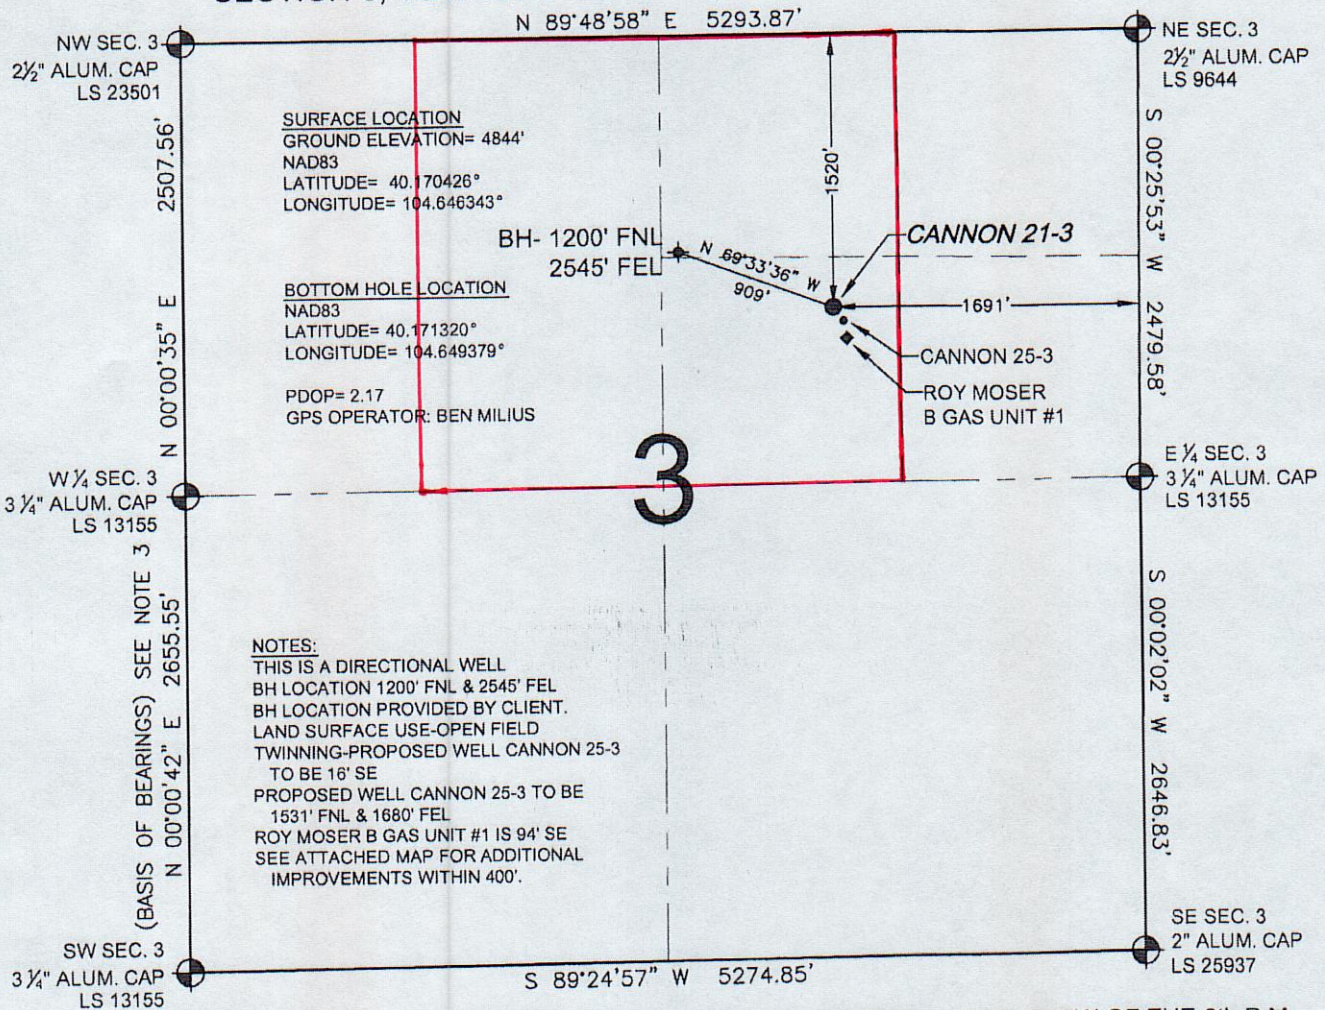 N 89°48'58" E 5293.87'
NW SEC. 3
2½" ALUM. CAP
LS 23501
NE SEC. 3
2½" ALUM. CAP
LS 9644
N 00°00'35" E 2507.56'
SURFACE LOCATION
GROUND ELEVATION= 4844'
NAD83
LATITUDE= 40.170426°
LONGITUDE= 104.646343°
1520'
S 00°25'53" W 2479.58'
BH- 1200' FNL
2545' FEL
N 69°33'36" W
909'
CANNON 21-3
1691'
BOTTOM HOLE LOCATION
NAD83
LATITUDE= 40.171320°
LONGITUDE= 104.649379°
PDOP= 2.17
GPS OPERATOR: BEN MILIUS
CANNON 25-3
ROY MOSER
B GAS UNIT #1
W ¼ SEC. 3
3 ¼" ALUM. CAP
LS 13155
3
E ¼ SEC. 3
3 ¼" ALUM. CAP
LS 13155
(BASIS OF BEARINGS) SEE NOTE 3
N 00°00'42" E 2655.55'
S 00°02'02" W 2646.83'
NOTES:
THIS IS A DIRECTIONAL WELL
BH LOCATION 1200' FNL & 2545' FEL
BH LOCATION PROVIDED BY CLIENT.
LAND SURFACE USE-OPEN FIELD
TWINNING-PROPOSED WELL CANNON 25-3
TO BE 16' SE
PROPOSED WELL CANNON 25-3 TO BE
1531' FNL & 1680' FEL
ROY MOSER B GAS UNIT #1 IS 94' SE
SEE ATTACHED MAP FOR ADDITIONAL
IMPROVEMENTS WITHIN 400'.
SW SEC. 3
3 ¼" ALUM. CAP
LS 13155
S 89°24'57" W 5274.85'
SE SEC. 3
2" ALUM. CAP
LS 25937